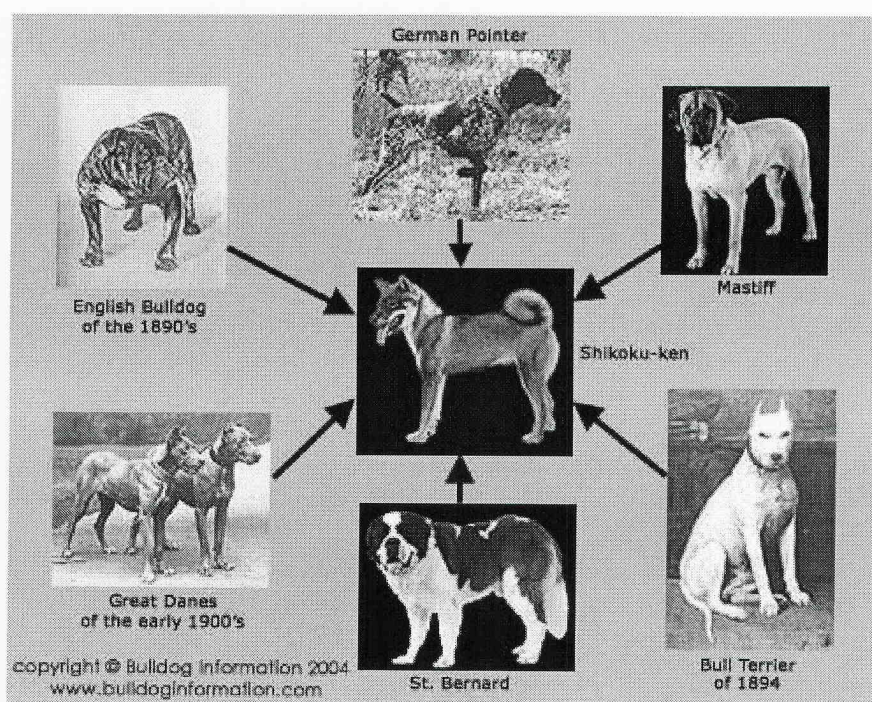 German Pointer
English Bulldog
of the 1890's
Mastiff
Shikoku-ken
Great Danes
of the early 1900's
St. Bernard
Bull Terrier
of 1894
copyright © Bulldog Information 2004
www.bulldoginformation.com